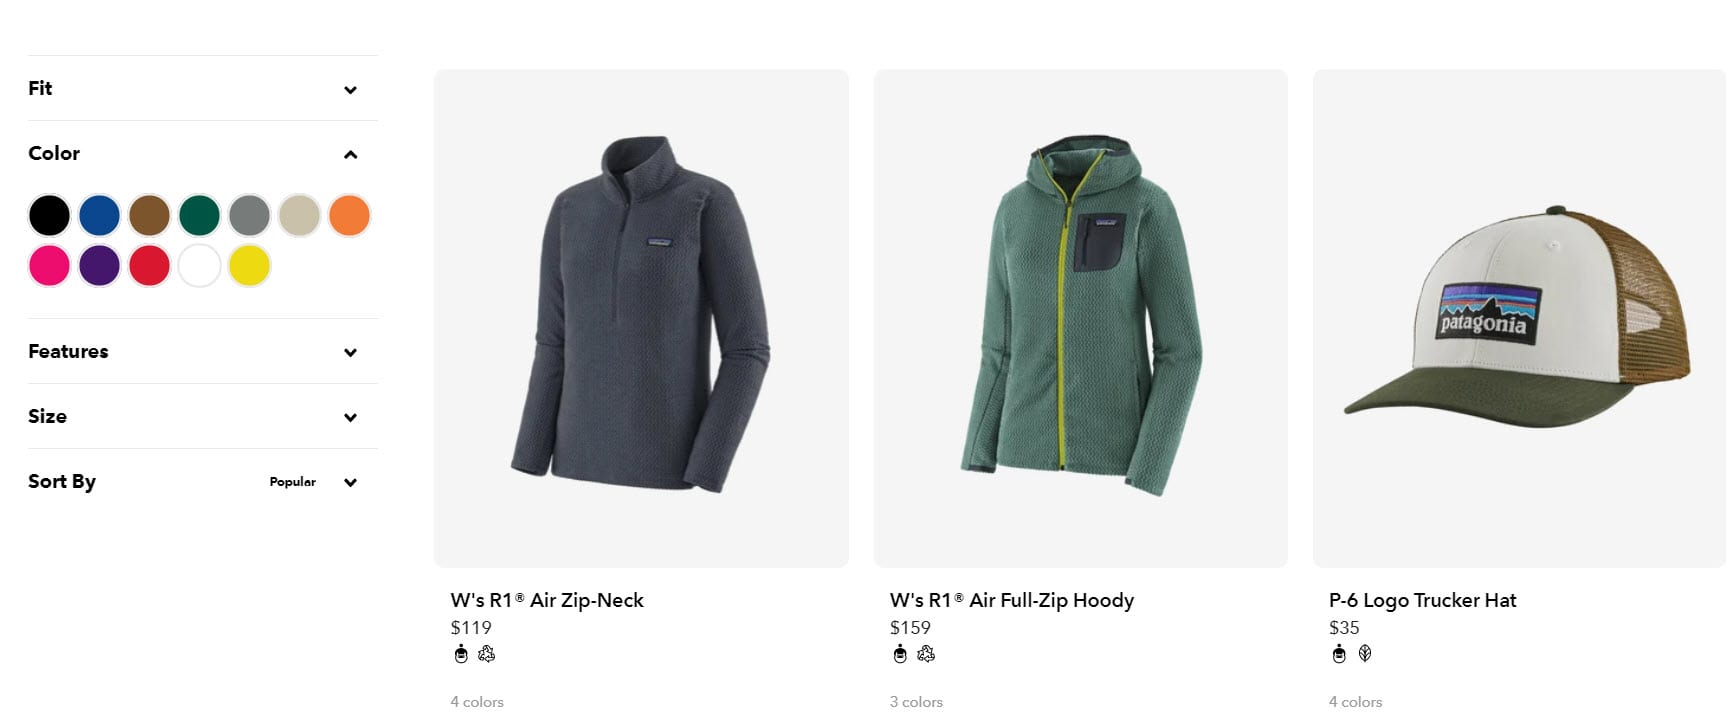 Fit
Color
Features
Size
Sort By
Popular
patagonia
W's R1® Air Zip-Neck
$119
4 colors
W's R1® Air Full-Zip Hoody
$159
3 colors
P-6 Logo Trucker Hat
$35
4 colors